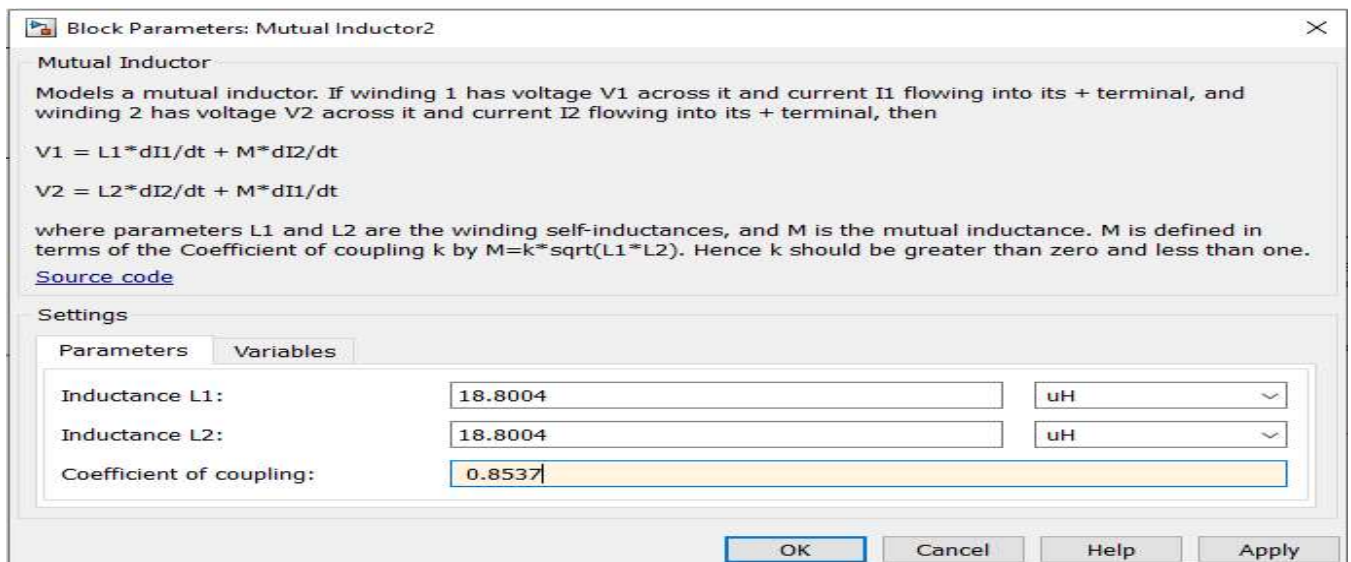 Block Parameters: Mutual Inductor2
Mutual Inductor
Models a mutual inductor. If winding 1 has voltage V1 across it and current I1 flowing into its + terminal, and
winding 2 has voltage V2 across it and current I2 flowing into its + terminal, then
V1 = L1*dI1/dt + M*dI2/dt
V2 = L2*dI2/dt + M*dI1/dt
where parameters L1 and L2 are the winding self-inductances, and M is the mutual inductance. M is defined in
terms of the Coefficient of coupling k by M=k*sqrt(L1*L2). Hence k should be greater than zero and less than one.
Source code
Settings
Parameters Variables
Inductance L1: 18.8004 uH
Inductance L2: 18.8004 uH
Coefficient of coupling: 0.8537
OK Cancel Help Apply